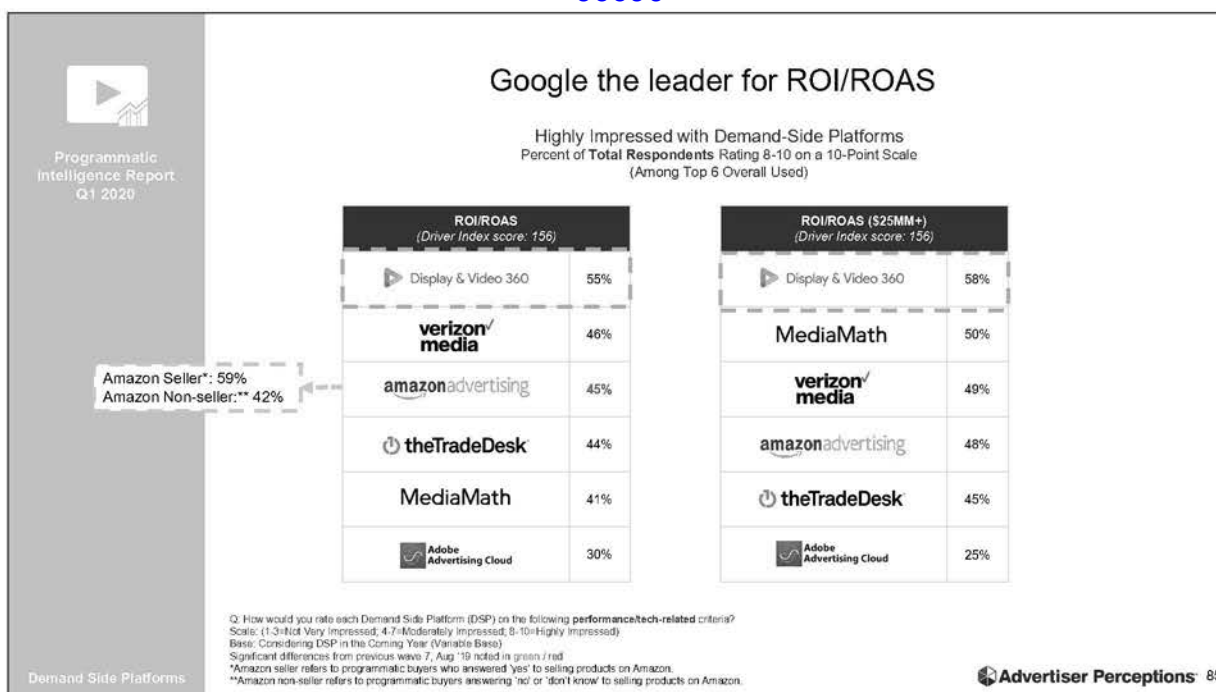 Google the leader for ROI/ROAS
Highly Impressed with Demand-Side Platforms
Percent of Total Respondents Rating 8-10 on a 10-Point Scale
(Among Top 6 Overall Used)
Programmatic
Intelligence Report
Q1 2020
ROI/ROAS
(Driver Index score: 156)
Display & Video 360 55%
verizon✓
media 46%
amazonadvertising 45%
theTradeDesk 44%
MediaMath 41%
Adobe
Advertising Cloud 30%
Amazon Seller*: 59%
Amazon Non-seller:** 42%
ROI/ROAS ($25MM+)
(Driver Index score: 156)
Display & Video 360 58%
MediaMath 50%
verizon✓
media 49%
amazonadvertising 48%
theTradeDesk 45%
Adobe
Advertising Cloud 25%
Q: How would you rate each Demand Side Platform (DSP) on the following performance/tech-related criteria?
Scale: (1-3=Not Very Impressed; 4-7=Moderately Impressed; 8-10=Highly Impressed)
Base: Considering DSP in the Coming Year (Variable Base)
Significant differences from previous wave 7, Aug '19 noted in green / red
*Amazon seller refers to programmatic buyers who answered 'yes' to selling products on Amazon.
**Amazon non-seller refers to programmatic buyers answering 'no' or 'don't know' to selling products on Amazon.
Demand Side Platforms
Advertiser Perceptions